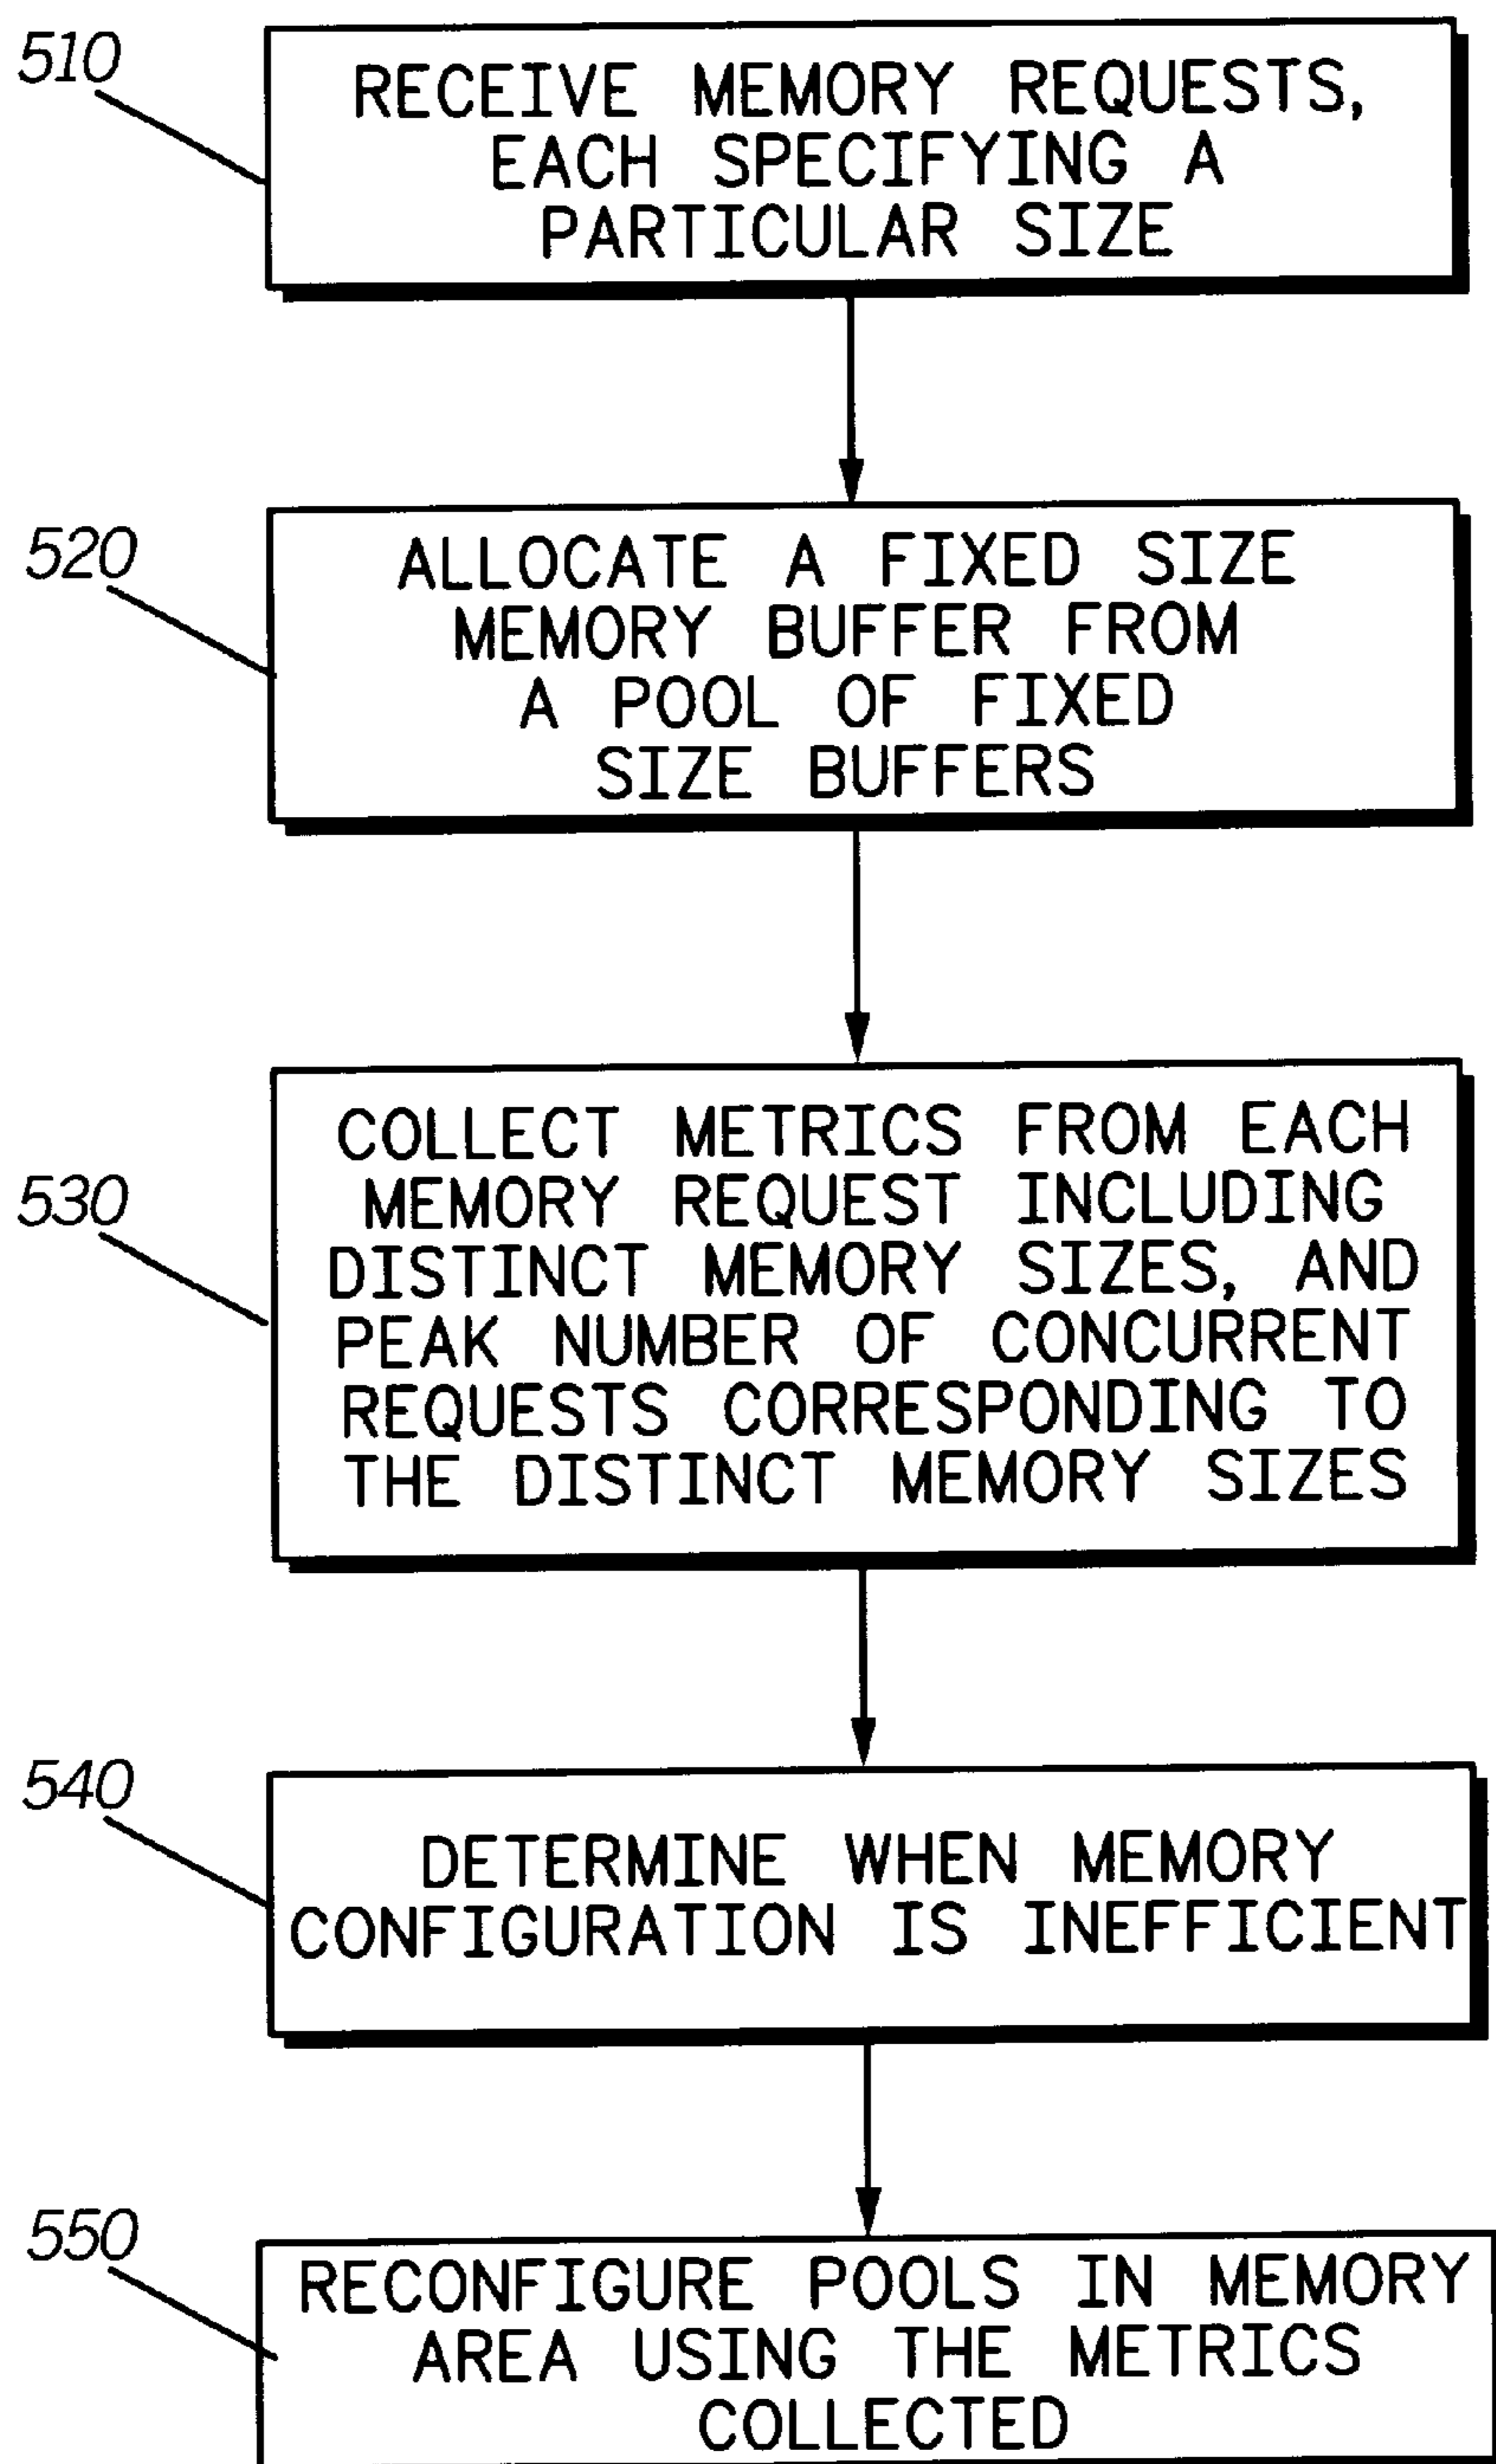 510
RECEIVE MEMORY REQUESTS,
EACH SPECIFYING A
PARTICULAR SIZE
520
ALLOCATE A FIXED SIZE
MEMORY BUFFER FROM
A POOL OF FIXED
SIZE BUFFERS
530
COLLECT METRICS FROM EACH
MEMORY REQUEST INCLUDING
DISTINCT MEMORY SIZES, AND
PEAK NUMBER OF CONCURRENT
REQUESTS CORRESPONDING TO
THE DISTINCT MEMORY SIZES
540
DETERMINE WHEN MEMORY
CONFIGURATION IS INEFFICIENT
550
RECONFIGURE POOLS IN MEMORY
AREA USING THE METRICS
COLLECTED